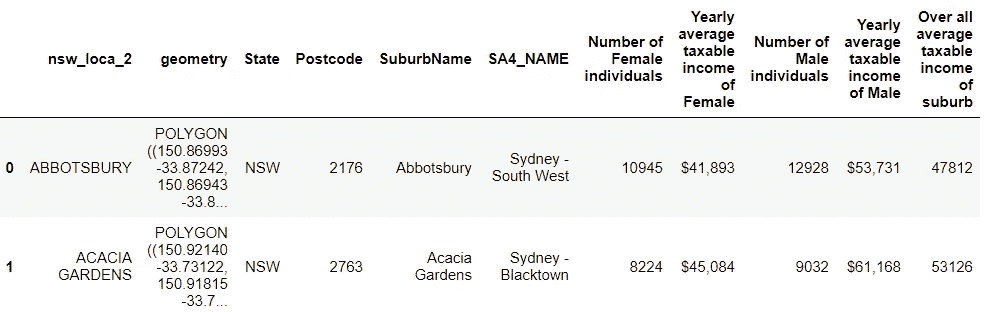 nsw_loca_2 geometry State Postcode SuburbName SA4_NAME Number of Female individuals Yearly average taxable income of Female Number of Male individuals Yearly average taxable income of Male Over all average taxable income of suburb
0 ABBOTSBURY POLYGON ((150.86993 -33.87242, 150.86943 -33.8... NSW 2176 Abbotsbury Sydney - South West 10945 $41,893 12928 $53,731 47812
1 ACACIA GARDENS POLYGON ((150.92140 -33.73122, 150.91815 -33.7... NSW 2763 Acacia Gardens Sydney - Blacktown 8224 $45,084 9032 $61,168 53126